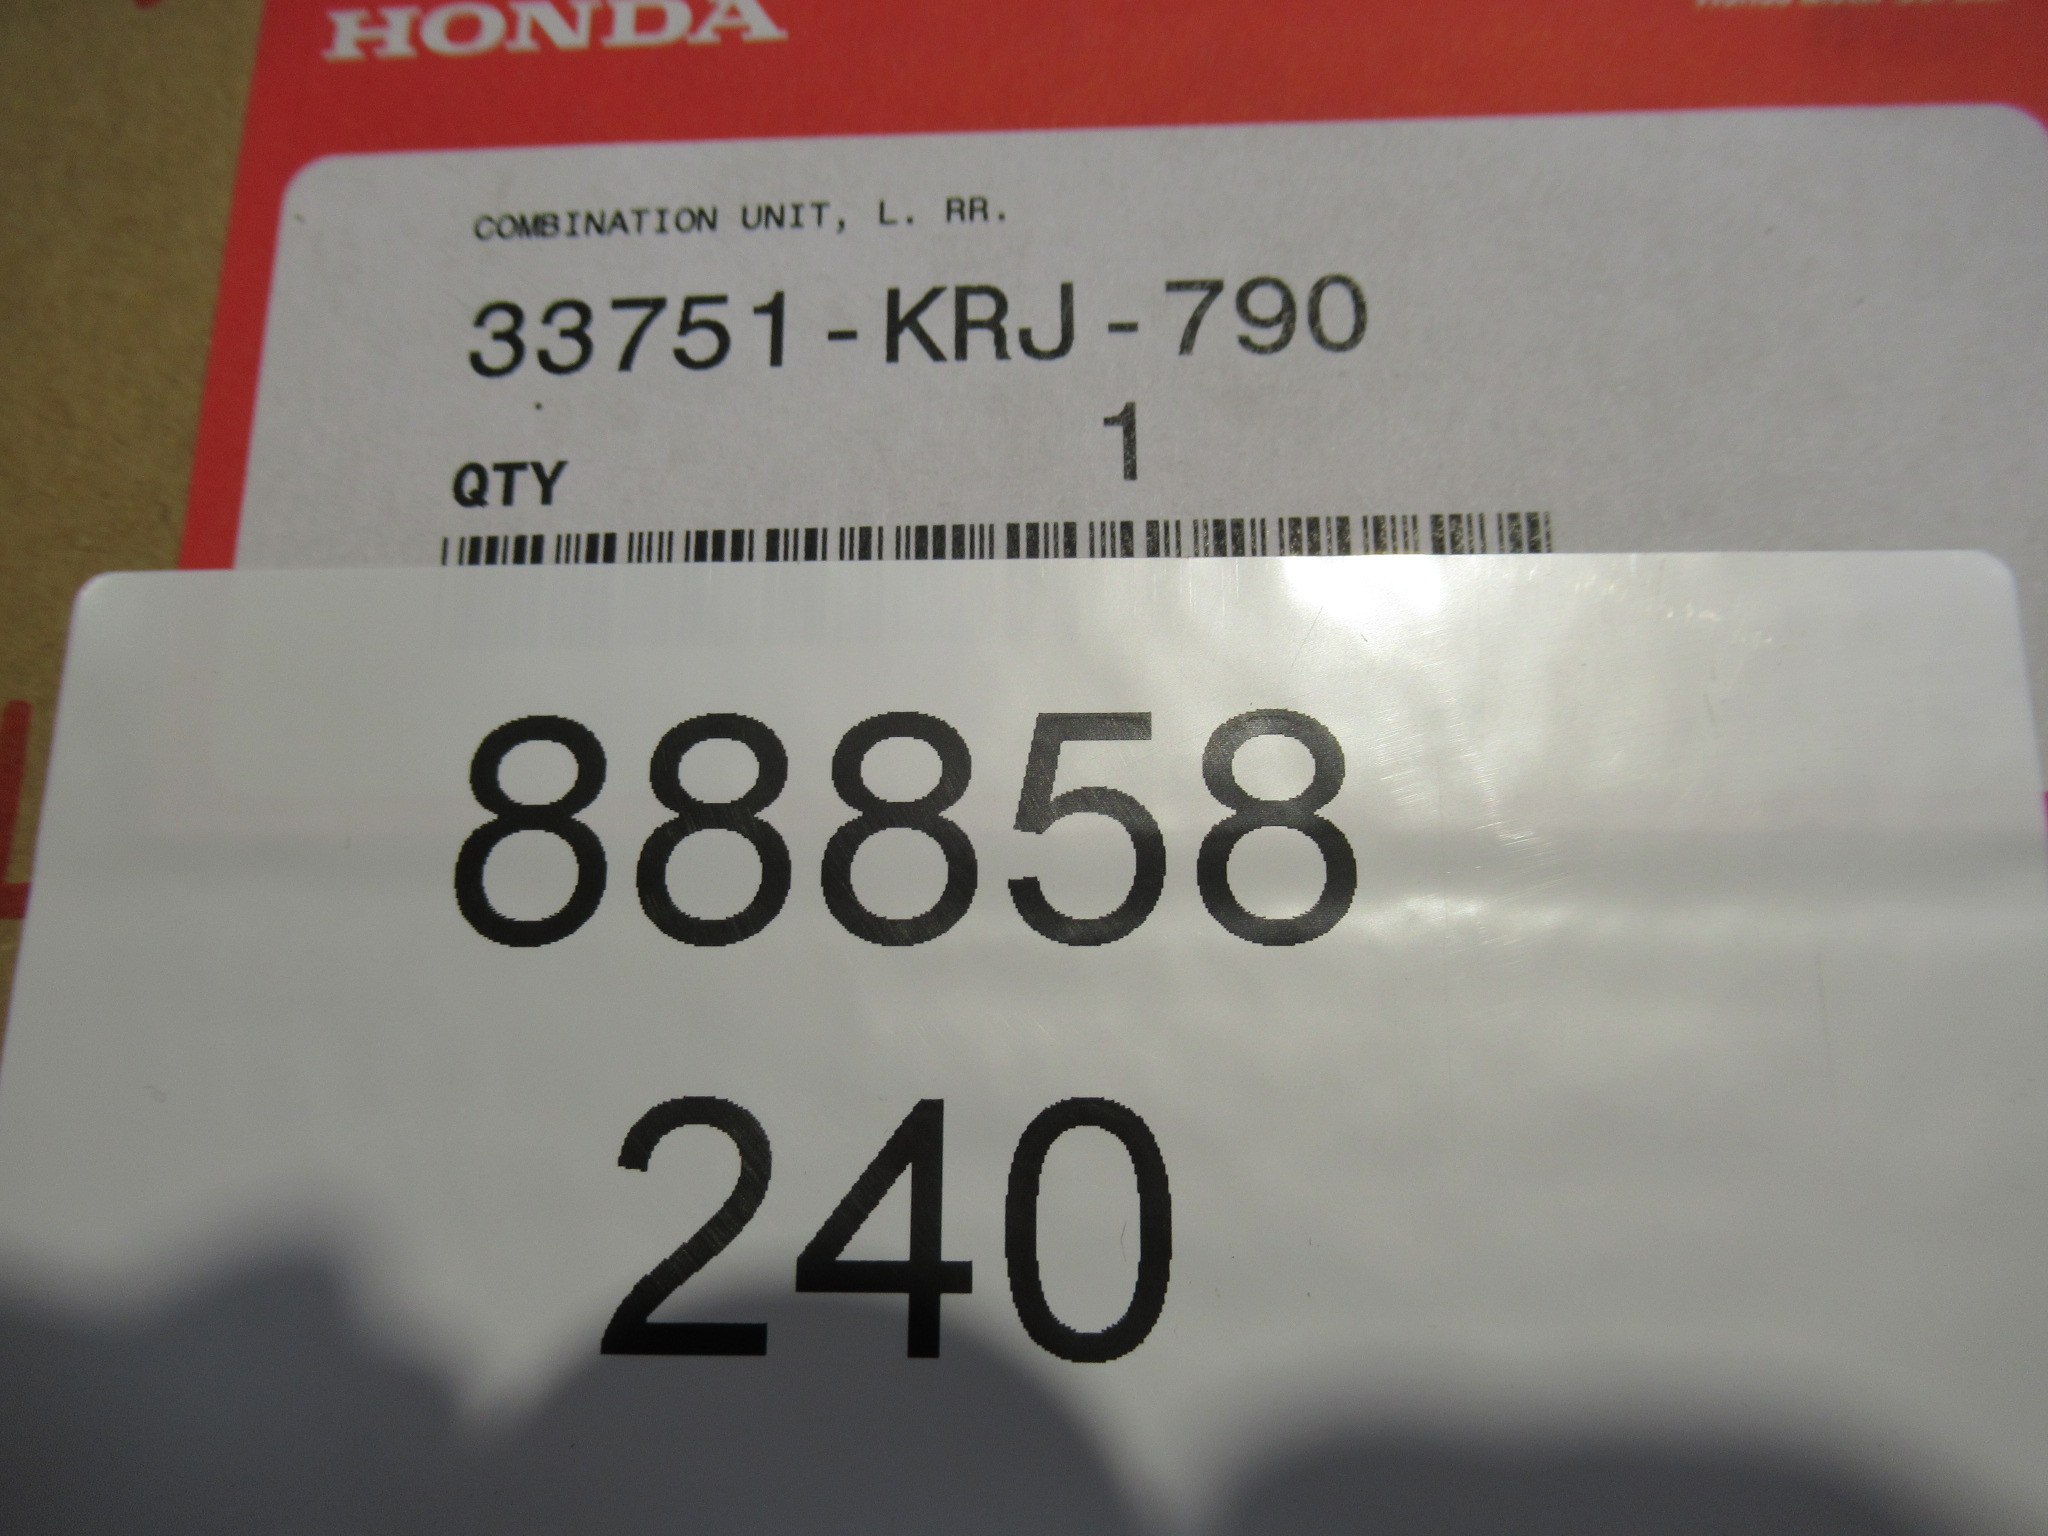 HONDA
COMBINATION UNIT, L. RR.
33751-KRJ-790
1
QTY
88858
240